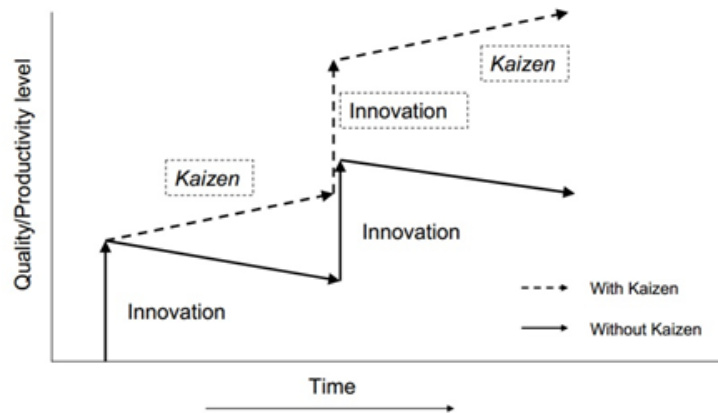 Quality/Productivity level
Kaizen
Innovation
Kaizen
Innovation
Innovation
With Kaizen
Without Kaizen
Time